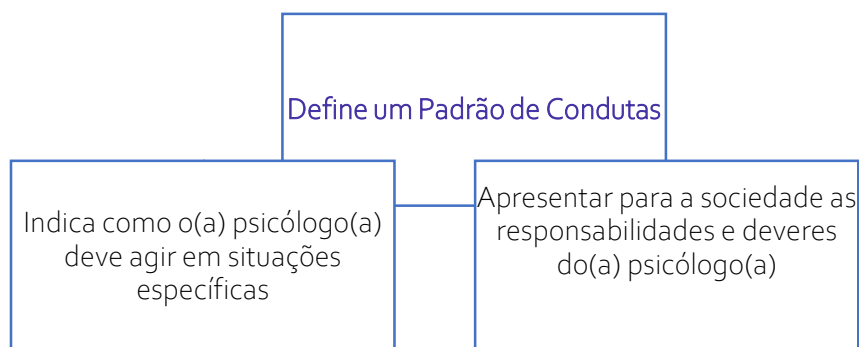 Define um Padrão de Condutas
Indica como o(a) psicólogo(a)
deve agir em situações
específicas
Apresentar para a sociedade as
responsabilidades e deveres
do(a) psicólogo(a)